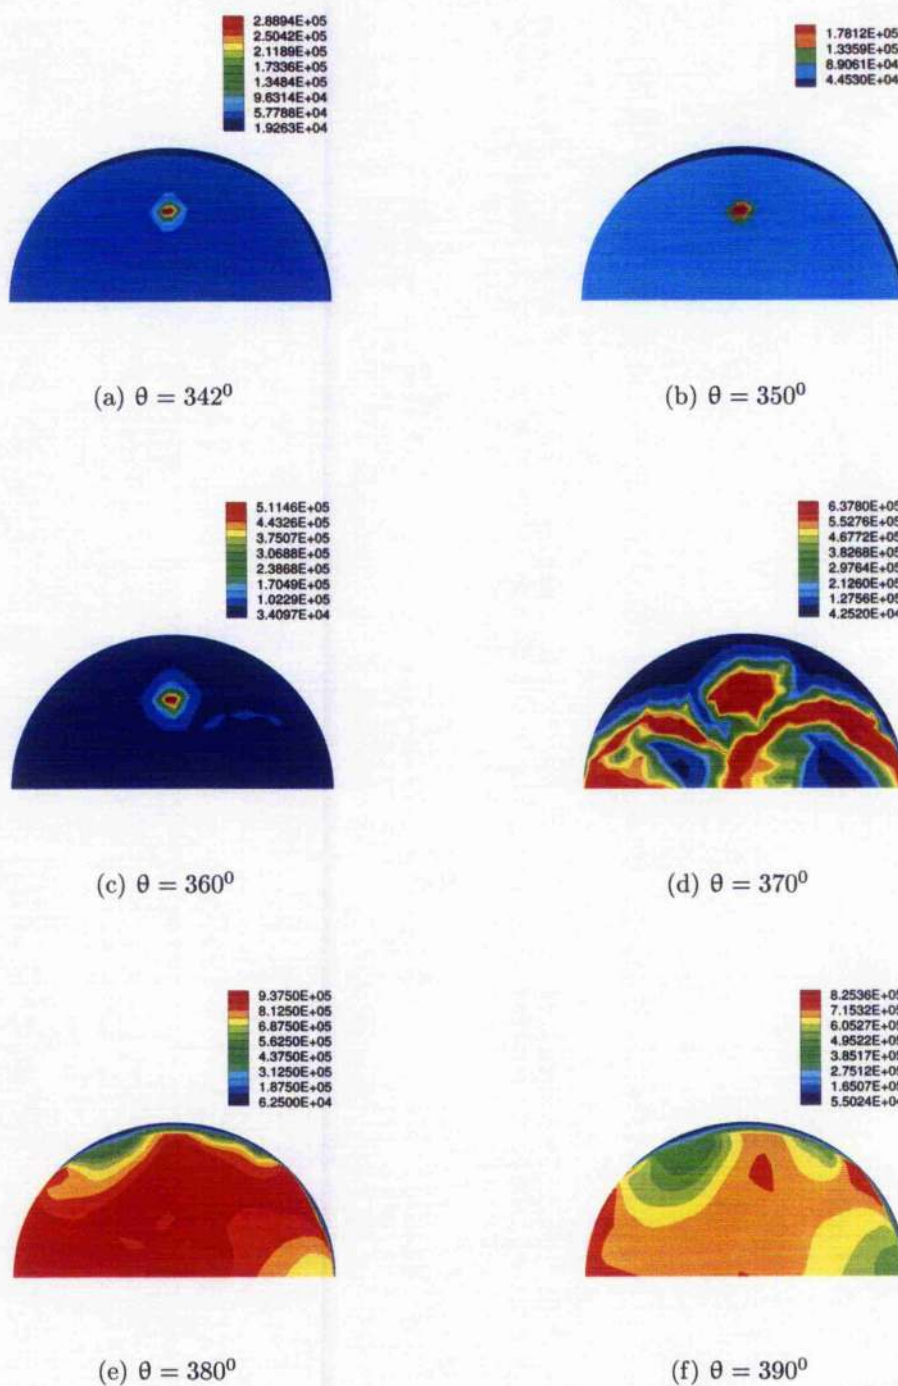 2.8894E+05
2.5042E+05
2.1189E+05
1.7336E+05
1.3484E+05
9.6314E+04
5.7788E+04
1.9263E+04
1.7812E+05
1.3359E+05
8.9061E+04
4.4530E+04
(a) θ = 342⁰
(b) θ = 350⁰
5.1146E+05
4.4326E+05
3.7507E+05
3.0688E+05
2.3868E+05
1.7049E+05
1.0229E+05
3.4097E+04
6.3780E+05
5.5276E+05
4.6772E+05
3.8268E+05
2.9764E+05
2.1260E+05
1.2756E+05
4.2520E+04
(c) θ = 360⁰
(d) θ = 370⁰
9.3750E+05
8.1250E+05
6.8750E+05
5.6250E+05
4.3750E+05
3.1250E+05
1.8750E+05
6.2500E+04
8.2536E+05
7.1532E+05
6.0527E+05
4.9522E+05
3.8517E+05
2.7512E+05
1.6507E+05
5.5024E+04
(e) θ = 380⁰
(f) θ = 390⁰